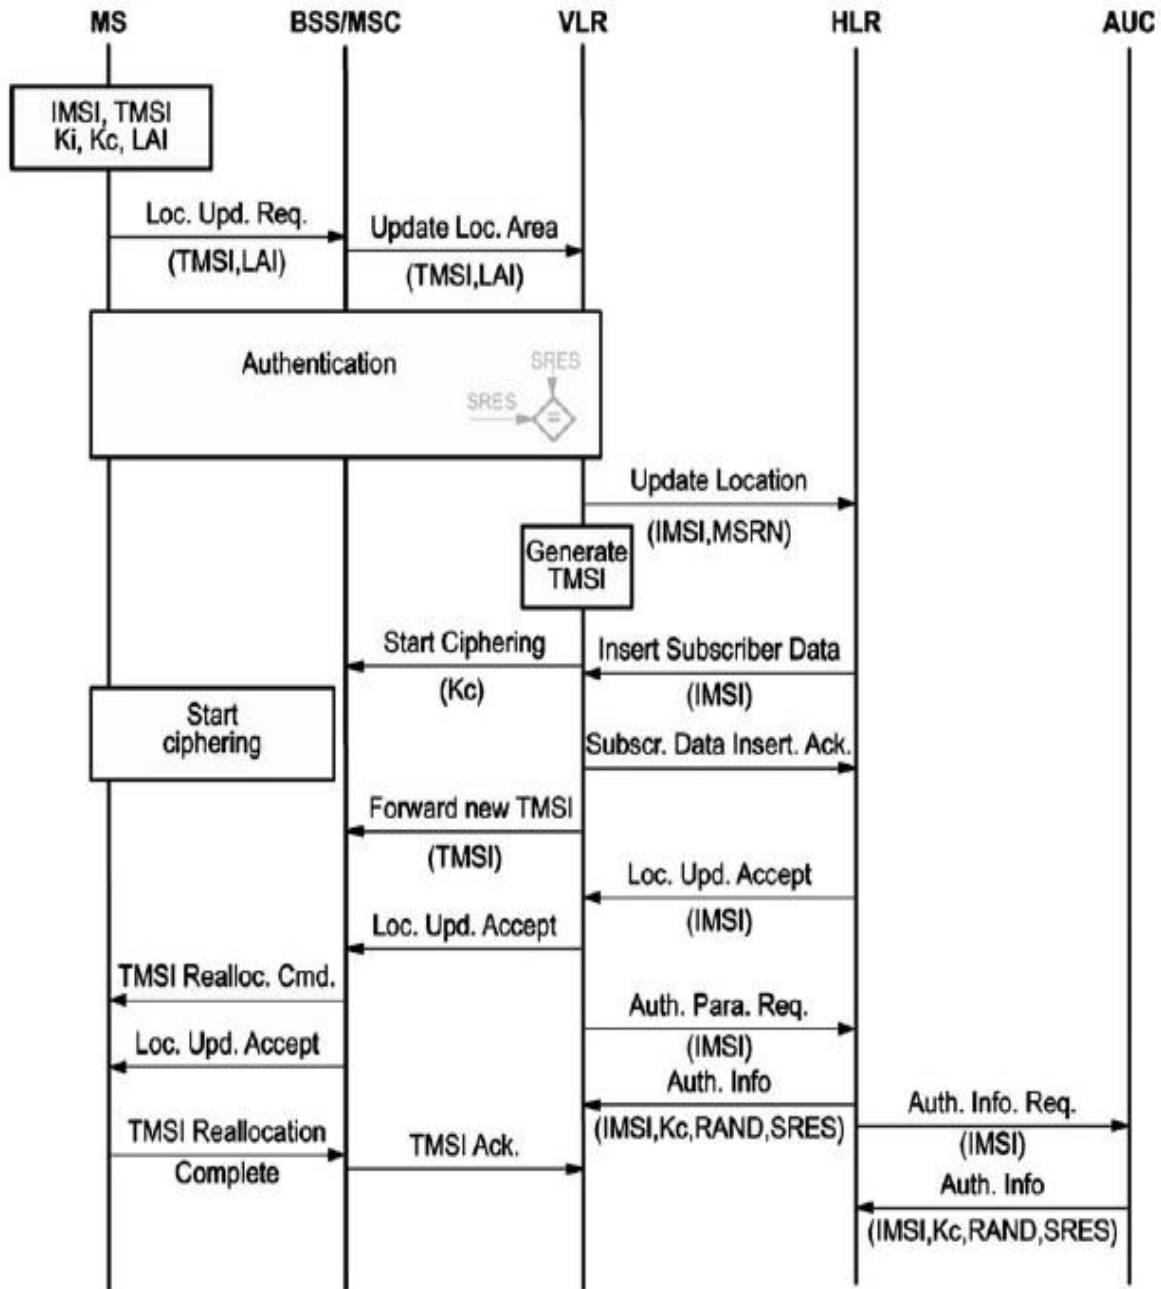 MS BSS/MSC VLR HLR AUC
IMSI, TMSI
Ki, Kc, LAI
Loc. Upd. Req.
(TMSI,LAI)
Update Loc. Area
(TMSI,LAI)
Authentication
SRES
SRES
=
Update Location
(IMSI,MSRN)
Generate
TMSI
Start Ciphering
(Kc)
Insert Subscriber Data
(IMSI)
Start
ciphering
Subscr. Data Insert. Ack.
Forward new TMSI
(TMSI)
Loc. Upd. Accept
(IMSI)
Loc. Upd. Accept
TMSI Realloc. Cmd.
Auth. Para. Req.
(IMSI)
Loc. Upd. Accept
Auth. Info
(IMSI,Kc,RAND,SRES)
Auth. Info. Req.
(IMSI)
TMSI Reallocation
Complete
TMSI Ack.
Auth. Info
(IMSI,Kc,RAND,SRES)